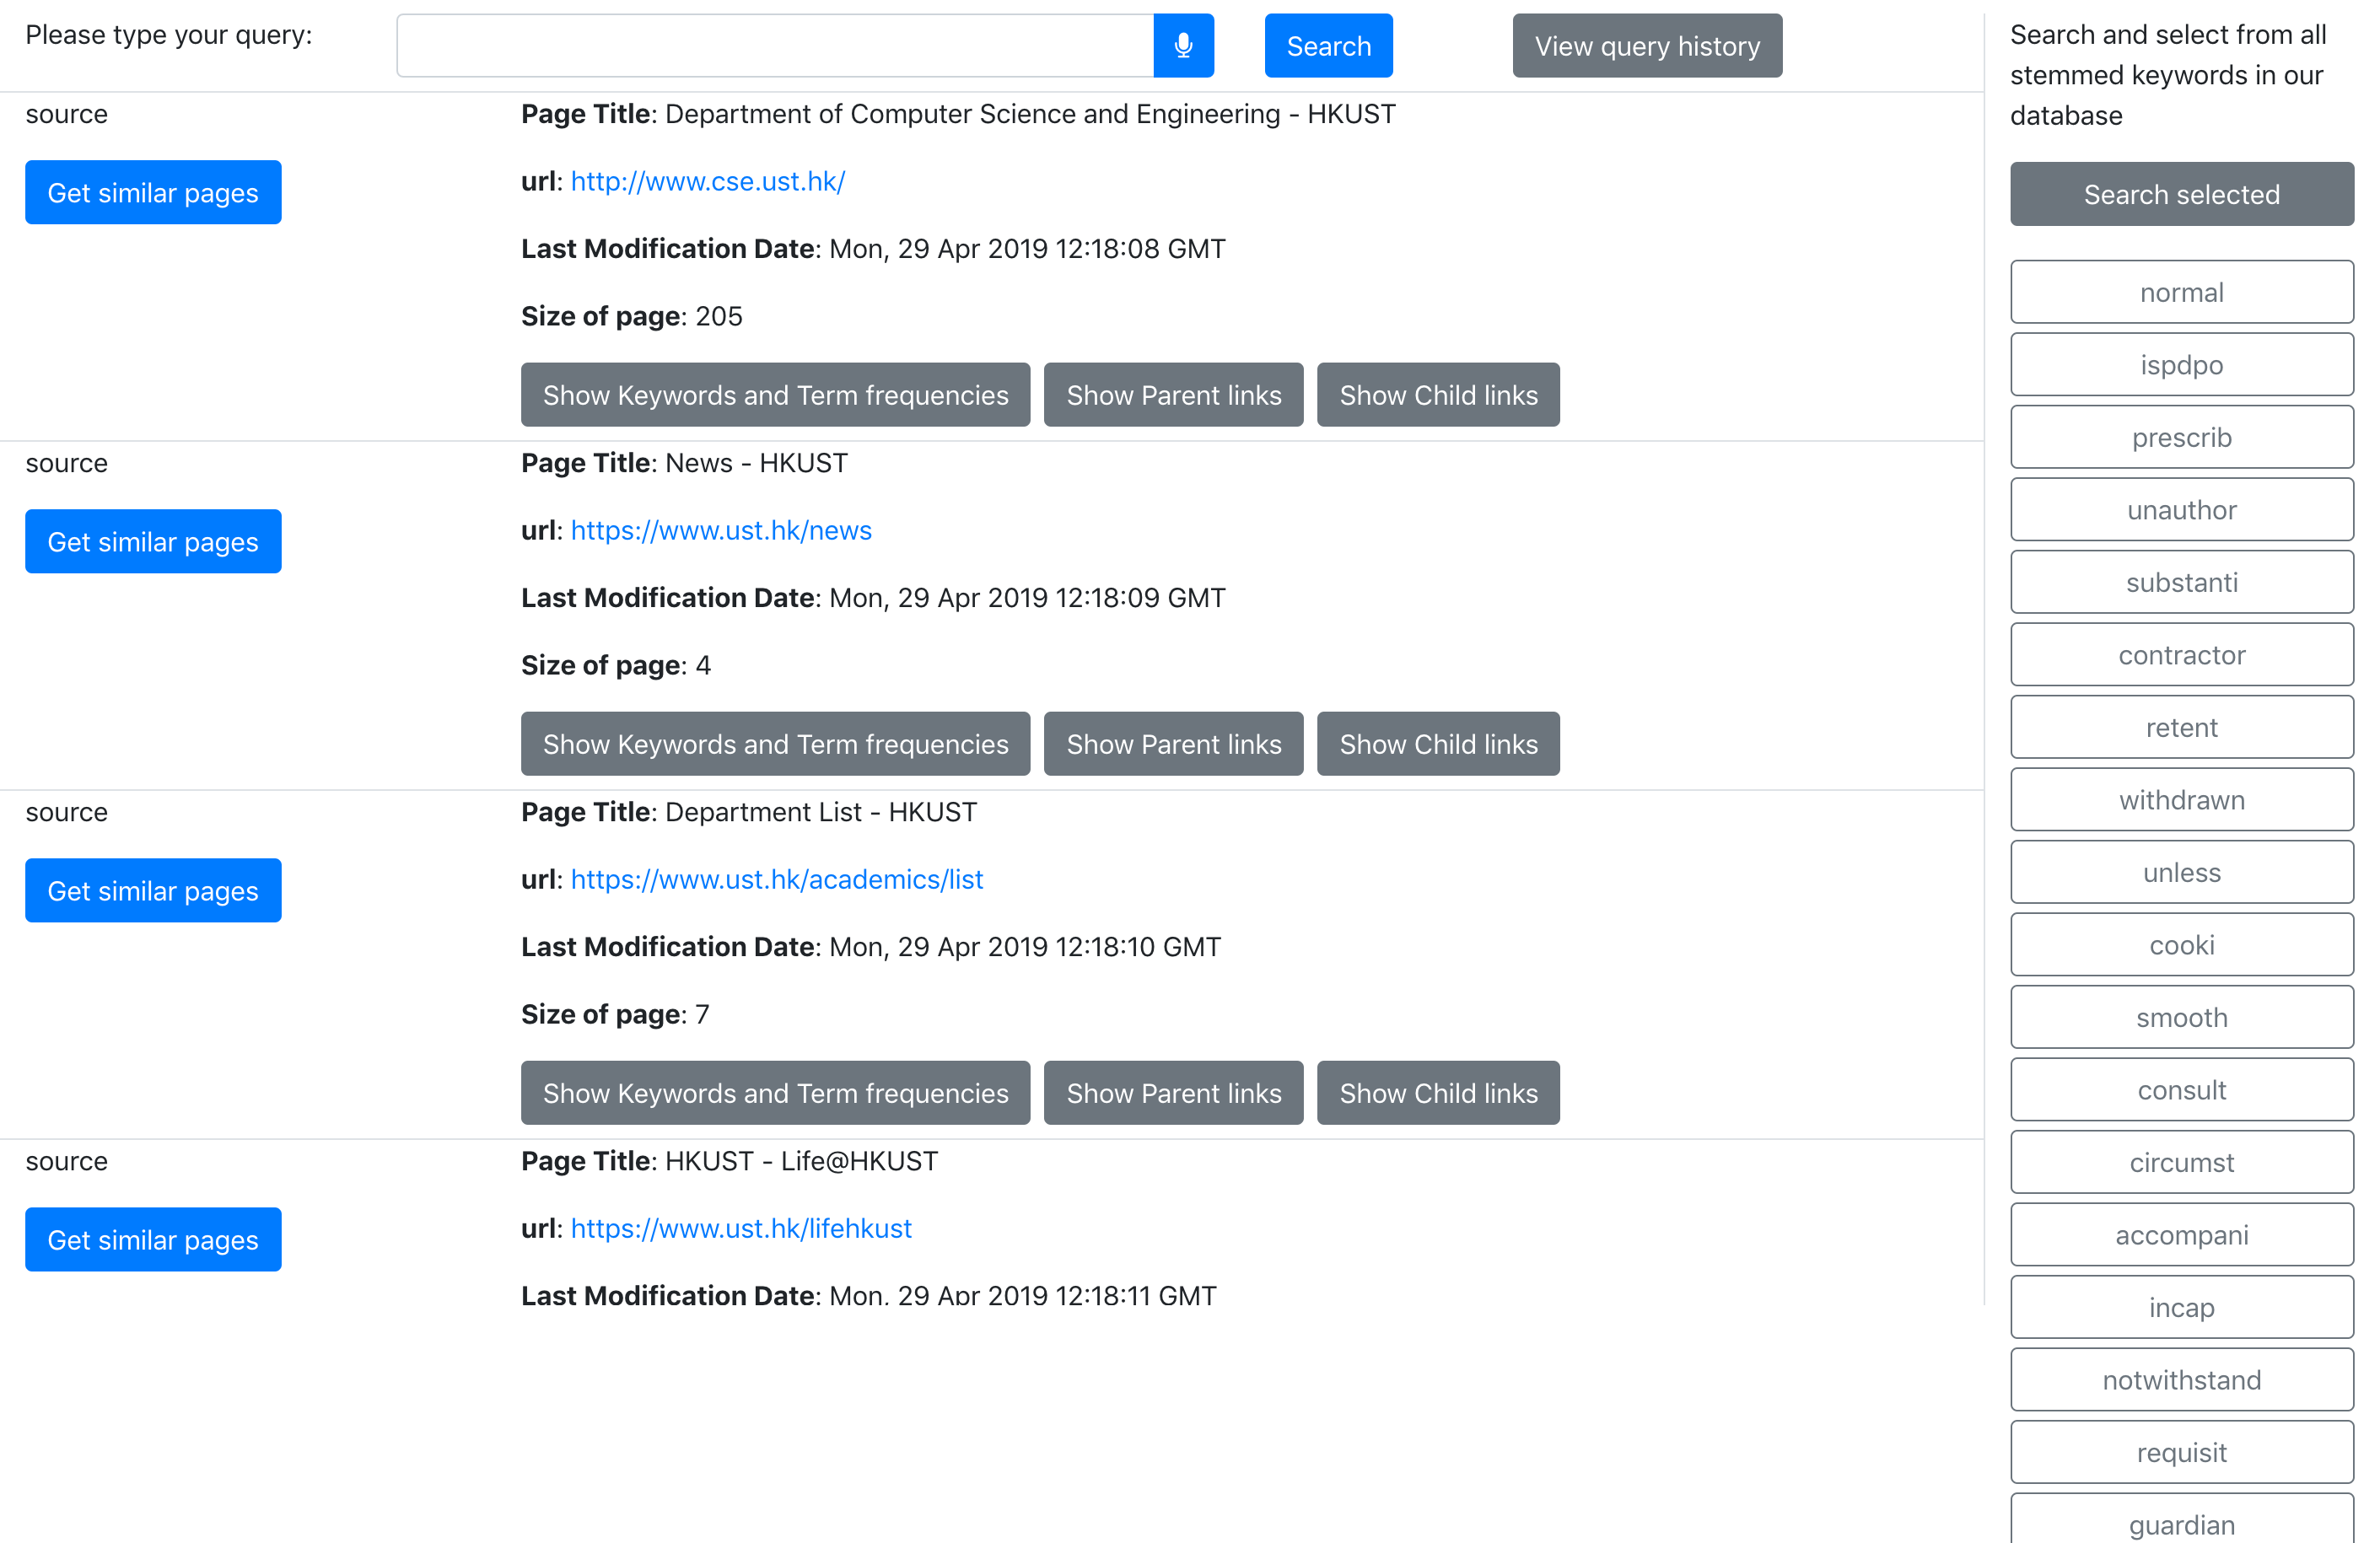 Please type your query:
Search
View query history
source
Get similar pages
Page Title: Department of Computer Science and Engineering - HKUST
url: http://www.cse.ust.hk/
Last Modification Date: Mon, 29 Apr 2019 12:18:08 GMT
Size of page: 205
Show Keywords and Term frequencies
Show Parent links
Show Child links
source
Get similar pages
Page Title: News - HKUST
url: https://www.ust.hk/news
Last Modification Date: Mon, 29 Apr 2019 12:18:09 GMT
Size of page: 4
Show Keywords and Term frequencies
Show Parent links
Show Child links
source
Get similar pages
Page Title: Department List - HKUST
url: https://www.ust.hk/academics/list
Last Modification Date: Mon, 29 Apr 2019 12:18:10 GMT
Size of page: 7
Show Keywords and Term frequencies
Show Parent links
Show Child links
source
Get similar pages
Page Title: HKUST - Life@HKUST
url: https://www.ust.hk/lifehkust
Last Modification Date: Mon, 29 Apr 2019 12:18:11 GMT
Search and select from all
stemmed keywords in our
database
Search selected
normal
ispdpo
prescrib
unauthor
substanti
contractor
retent
withdrawn
unless
cooki
smooth
consult
circumst
accompani
incap
notwithstand
requisit
guardian